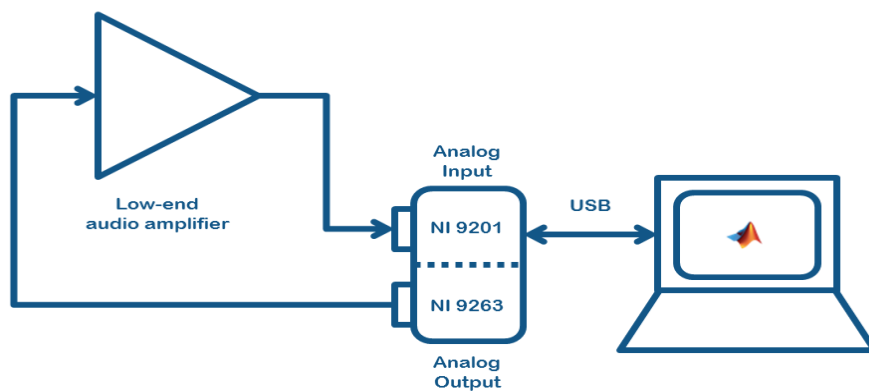 Low-end
audio amplifier
Analog
Input
NI 9201
NI 9263
Analog
Output
USB